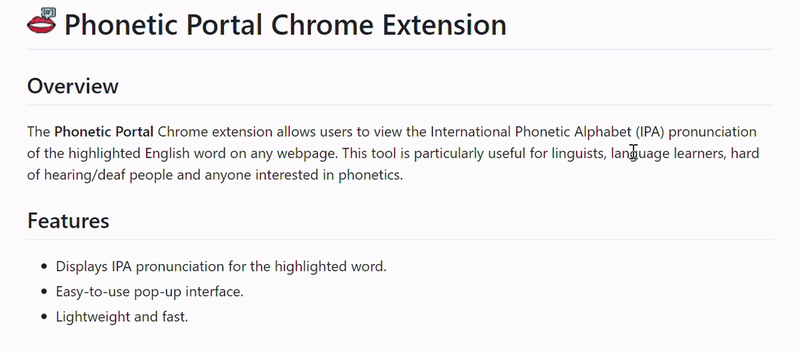 Phonetic Portal Chrome Extension
Overview
The Phonetic Portal Chrome extension allows users to view the International Phonetic Alphabet (IPA) pronunciation
of the highlighted English word on any webpage. This tool is particularly useful for linguists, language learners, hard
of hearing/deaf people and anyone interested in phonetics.
Features
• Displays IPA pronunciation for the highlighted word.
• Easy-to-use pop-up interface.
• Lightweight and fast.